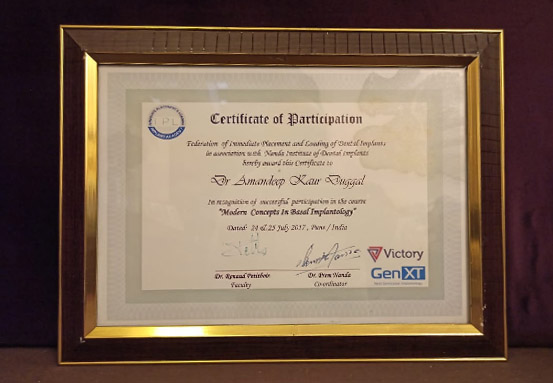 I P L
Certificate of Participation
Federation of Immediate Placement and Loading of Dental Implants
in association with Nanda Institute of Dental Implants
hereby award this Certificate to
Dr Amandeep Kaur Duggal
In recognition of successful participation in the course
"Modern Concepts In Basal Implantology"
Dated: 24 & 25 July 2017, Pune / India
Victory
GenXT
Dr. Renaud Petitbois
Dr. Prem Nanda
Faculty
Co-ordinator